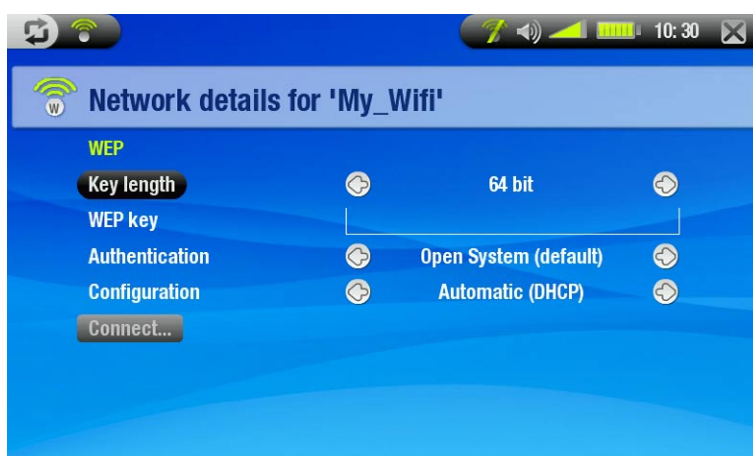 10:30
W
Network details for 'My_Wifi'
WEP
Key length 64 bit
WEP key
Authentication Open System (default)
Configuration Automatic (DHCP)
Connect...